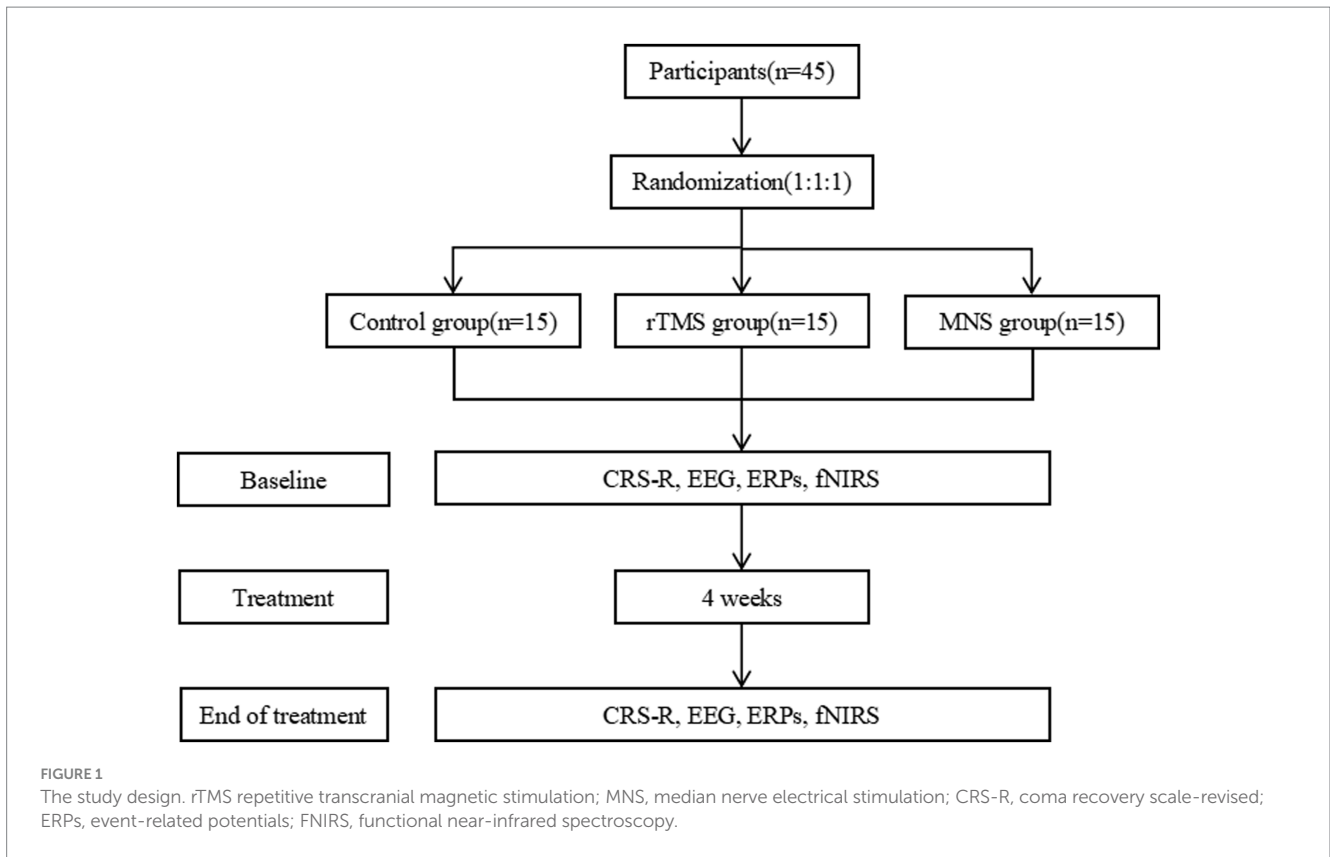 Participants(n=45)
Randomization(1:1:1)
Control group(n=15)
rTMS group(n=15)
MNS group(n=15)
Baseline
CRS-R, EEG, ERPs, fNIRS
Treatment
4 weeks
End of treatment
CRS-R, EEG, ERPs, fNIRS
FIGURE 1
The study design. rTMS repetitive transcranial magnetic stimulation; MNS, median nerve electrical stimulation; CRS-R, coma recovery scale-revised;
ERPs, event-related potentials; FNIRS, functional near-infrared spectroscopy.